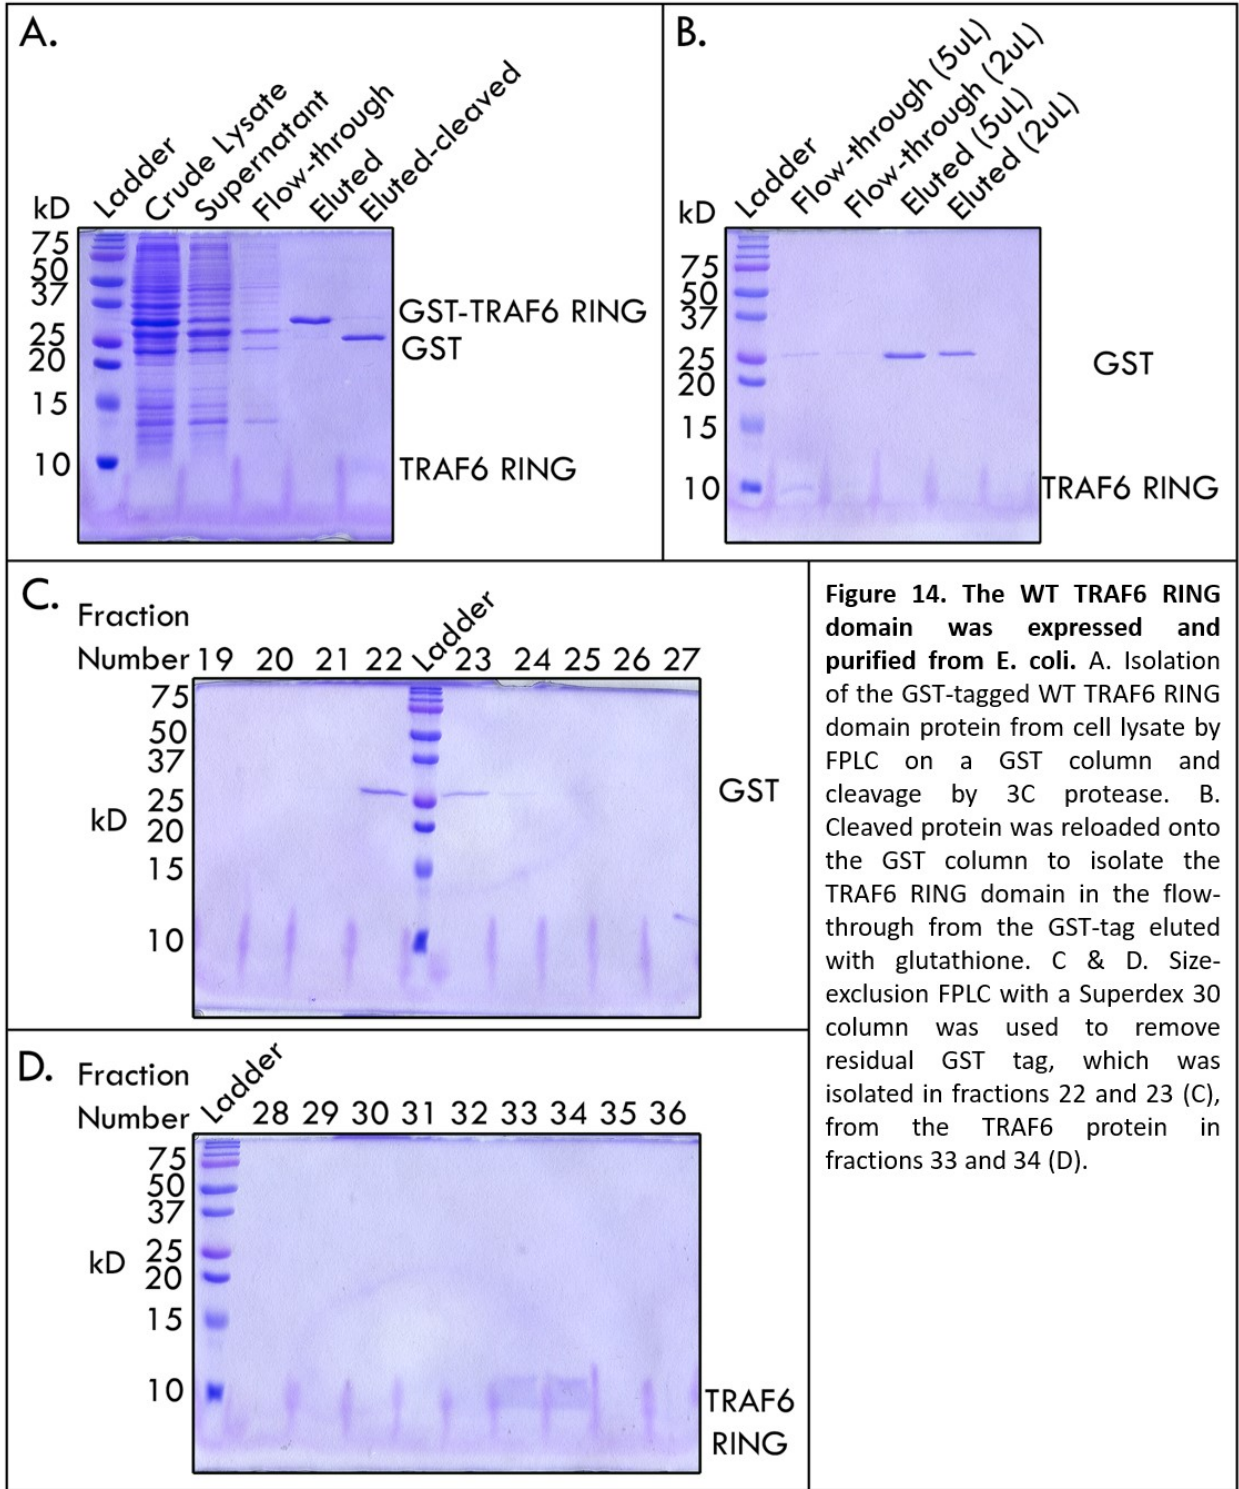 A.
Ladder
Crude Lysate
Supernatant
Flow-through
Eluted
Eluted-cleaved
kD
75
50
37
25
20
15
10
GST-TRAF6 RING
GST
TRAF6 RING
B.
Ladder
Flow-through (5uL)
Flow-through (2uL)
Eluted (5uL)
Eluted (2uL)
kD
75
50
37
25
20
15
10
GST
TRAF6 RING
C.
Fraction
Number 19 20 21 22 Ladder 23 24 25 26 27
75
50
37
25
kD
20
15
10
GST
D.
Fraction
Number Ladder 28 29 30 31 32 33 34 35 36
75
50
37
25
kD
20
15
10
TRAF6
RING
Figure 14. The WT TRAF6 RING
domain was expressed and
purified from E. coli. A. Isolation
of the GST-tagged WT TRAF6 RING
domain protein from cell lysate by
FPLC on a GST column and
cleavage by 3C protease. B.
Cleaved protein was reloaded onto
the GST column to isolate the
TRAF6 RING domain in the flow-
through from the GST-tag eluted
with glutathione. C & D. Size-
exclusion FPLC with a Superdex 30
column was used to remove
residual GST tag, which was
isolated in fractions 22 and 23 (C),
from the TRAF6 protein in
fractions 33 and 34 (D).